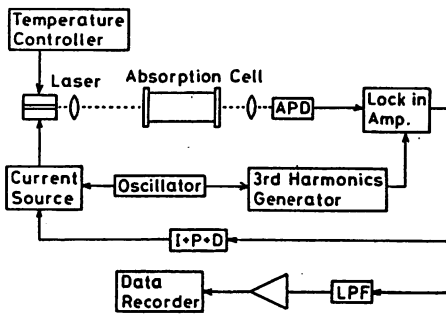 Temperature
Controller
Laser
Absorption Cell
APD
Lock in
Amp.
Current
Source
Oscillator
3rd Harmonics
Generator
I+P+D
Data
Recorder
LPF